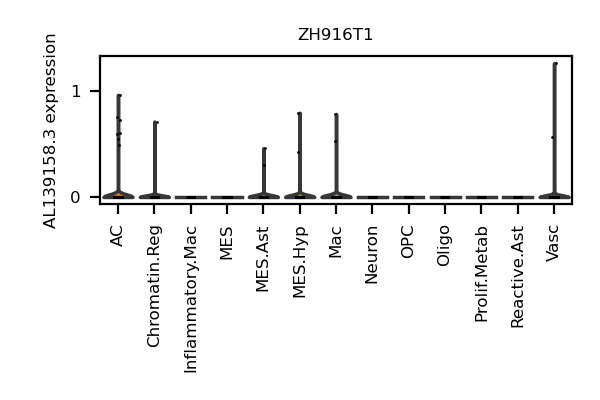 ZH916T1
AL139158.3 expression
1
0
AC
Chromatin.Reg
Inflammatory.Mac
MES
MES.Ast
MES.Hyp
Mac
Neuron
OPC
Oligo
Prolif.Metab
Reactive.Ast
Vasc